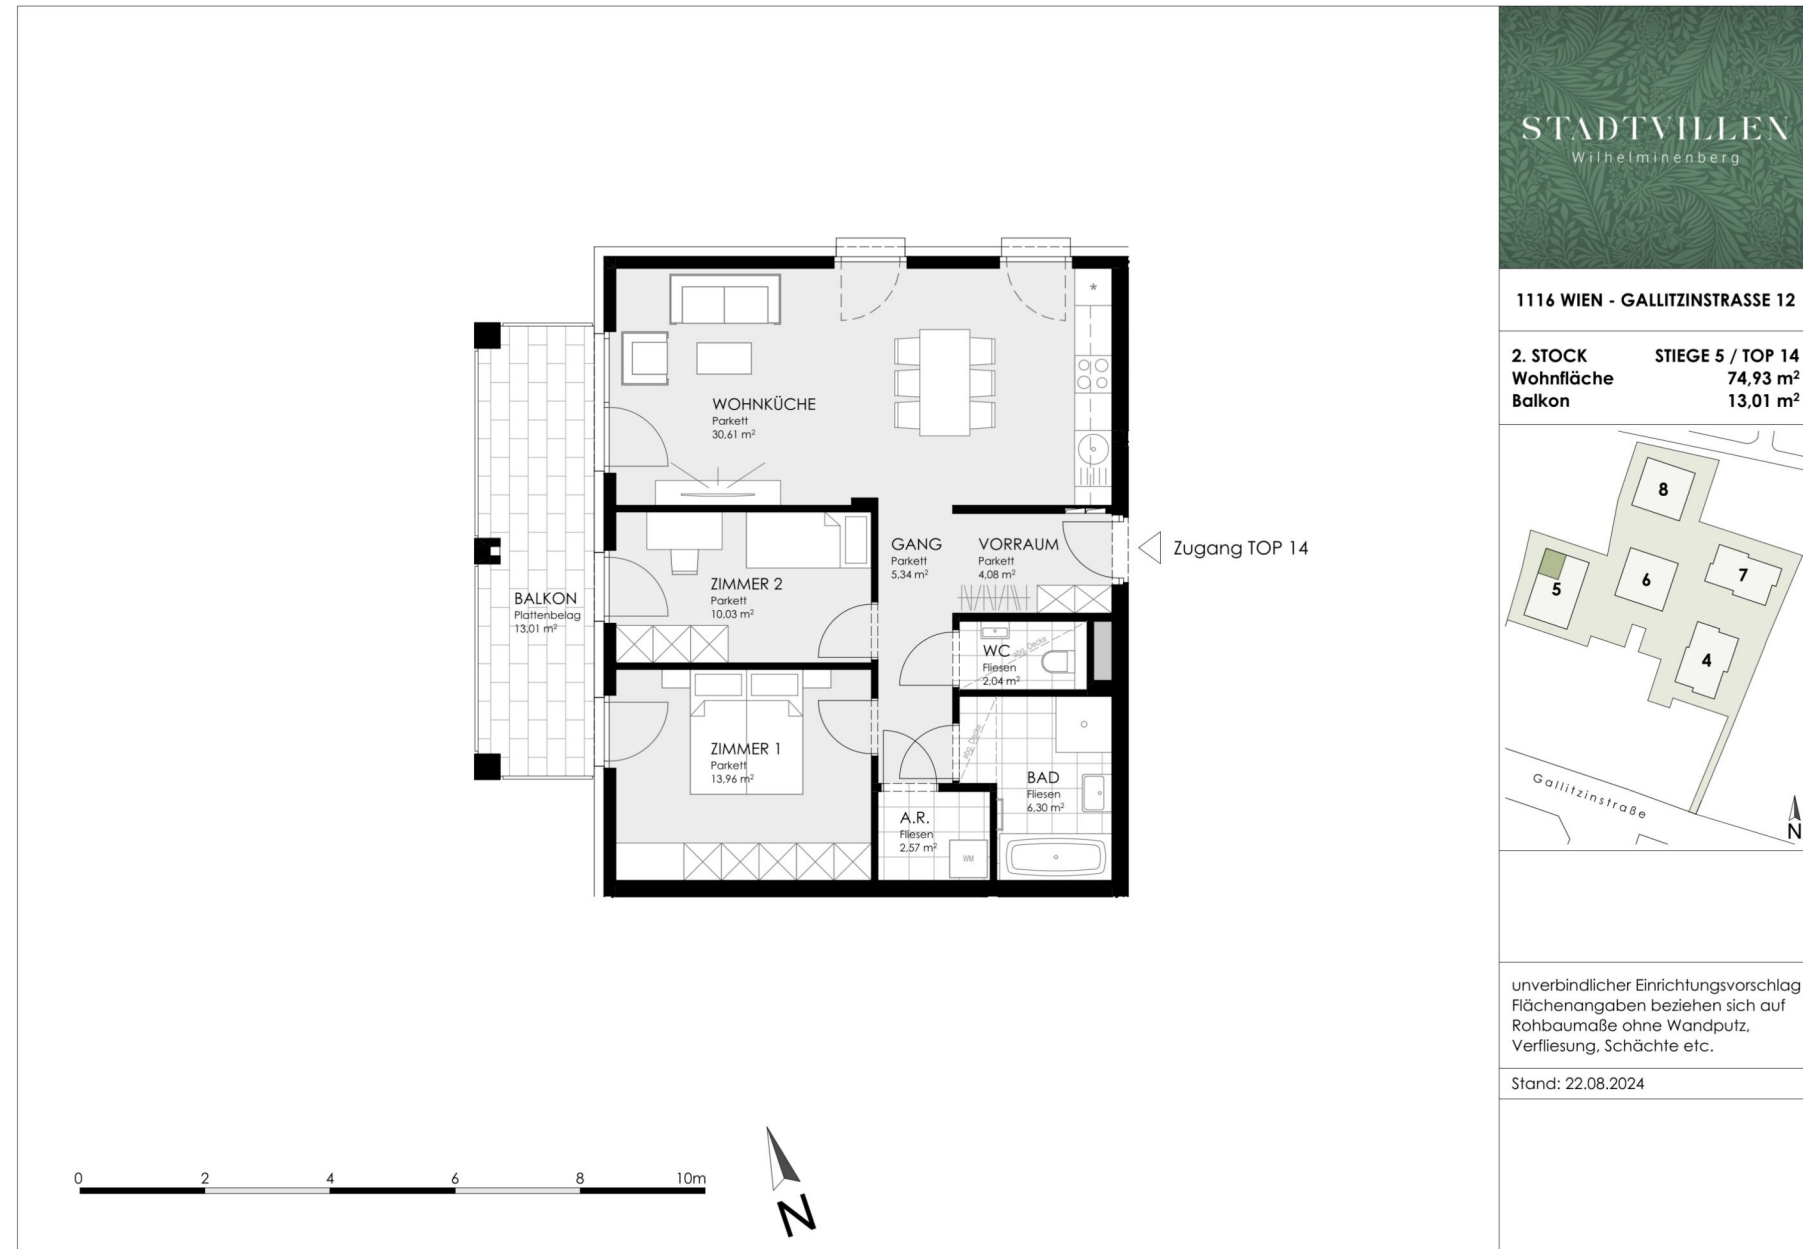 STADTVILLEN
Wilhelminenberg
1116 WIEN - GALLITZINSTRASSE 12
2. STOCK STIEGE 5 / TOP 14
Wohnfläche 74,93 m²
Balkon 13,01 m²
8
5
6
7
4
Gallitzinstraße
N
unverbindlicher Einrichtungsvorschlag
Flächenangaben beziehen sich auf
Rohbaumaße ohne Wandputz,
Verfliesung, Schächte etc.
Stand: 22.08.2024
*
WOHNKÜCHE
Parkett
30,61 m²
GANG
Parkett
5,34 m²
VORRAUM
Parkett
4,08 m²
Zugang TOP 14
ZIMMER 2
Parkett
10,03 m²
BALKON
Plattenbelag
13,01 m²
WC
Fliesen
2,04 m²
abg. Decke
ZIMMER 1
Parkett
13,96 m²
abg. Decke
BAD
Fliesen
6,30 m²
A.R.
Fliesen
2,57 m²
WM
0 2 4 6 8 10m
N